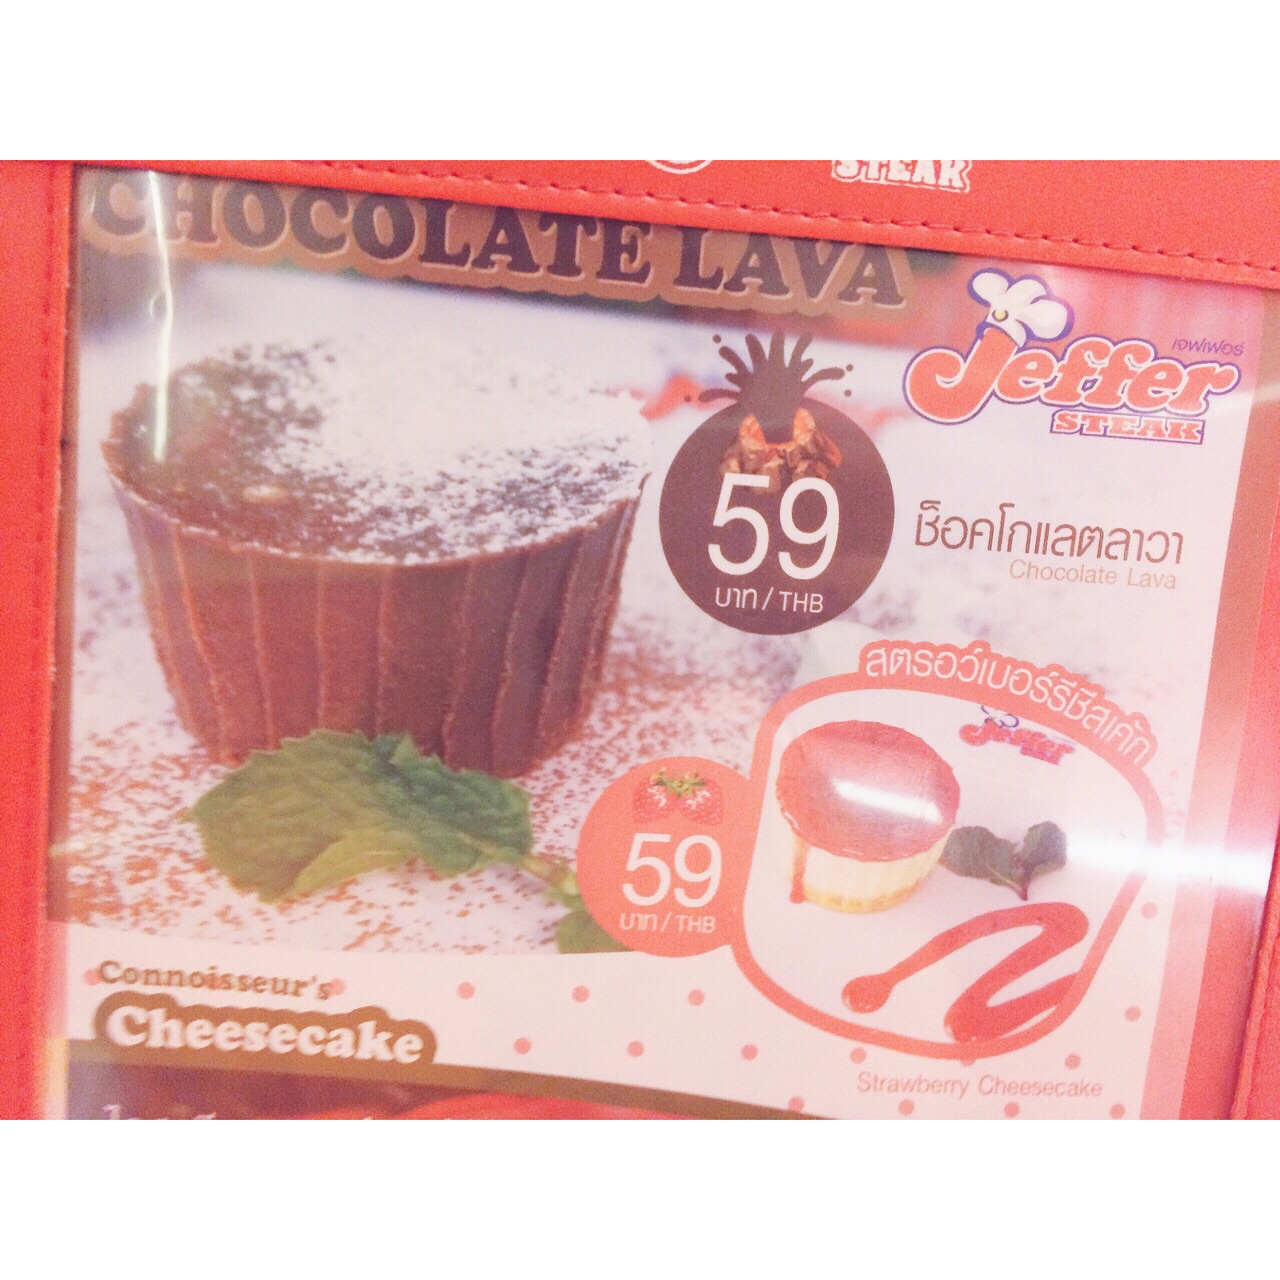 STEAK
CHOCOLATE LAVA
เจฟเฟอร์
Jeffer
STEAK
59
บาท / THB
ช็อคโกแลตลาวา
Chocolate Lava
สตรอว์เบอร์รีชีสเค้ก
Jeffer
59
บาท / THB
Connoisseur's
Cheesecake
Strawberry Cheesecake